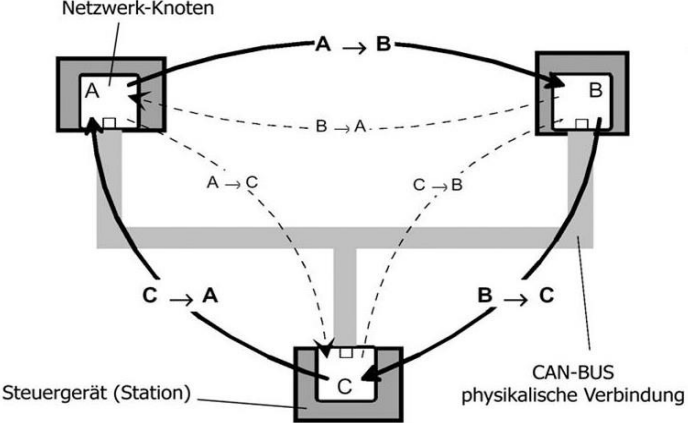 Netzwerk-Knoten
A → B
A
B
B → A
A → C
C → B
C → A
B → C
C
CAN-BUS
physikalische Verbindung
Steuergerät (Station)